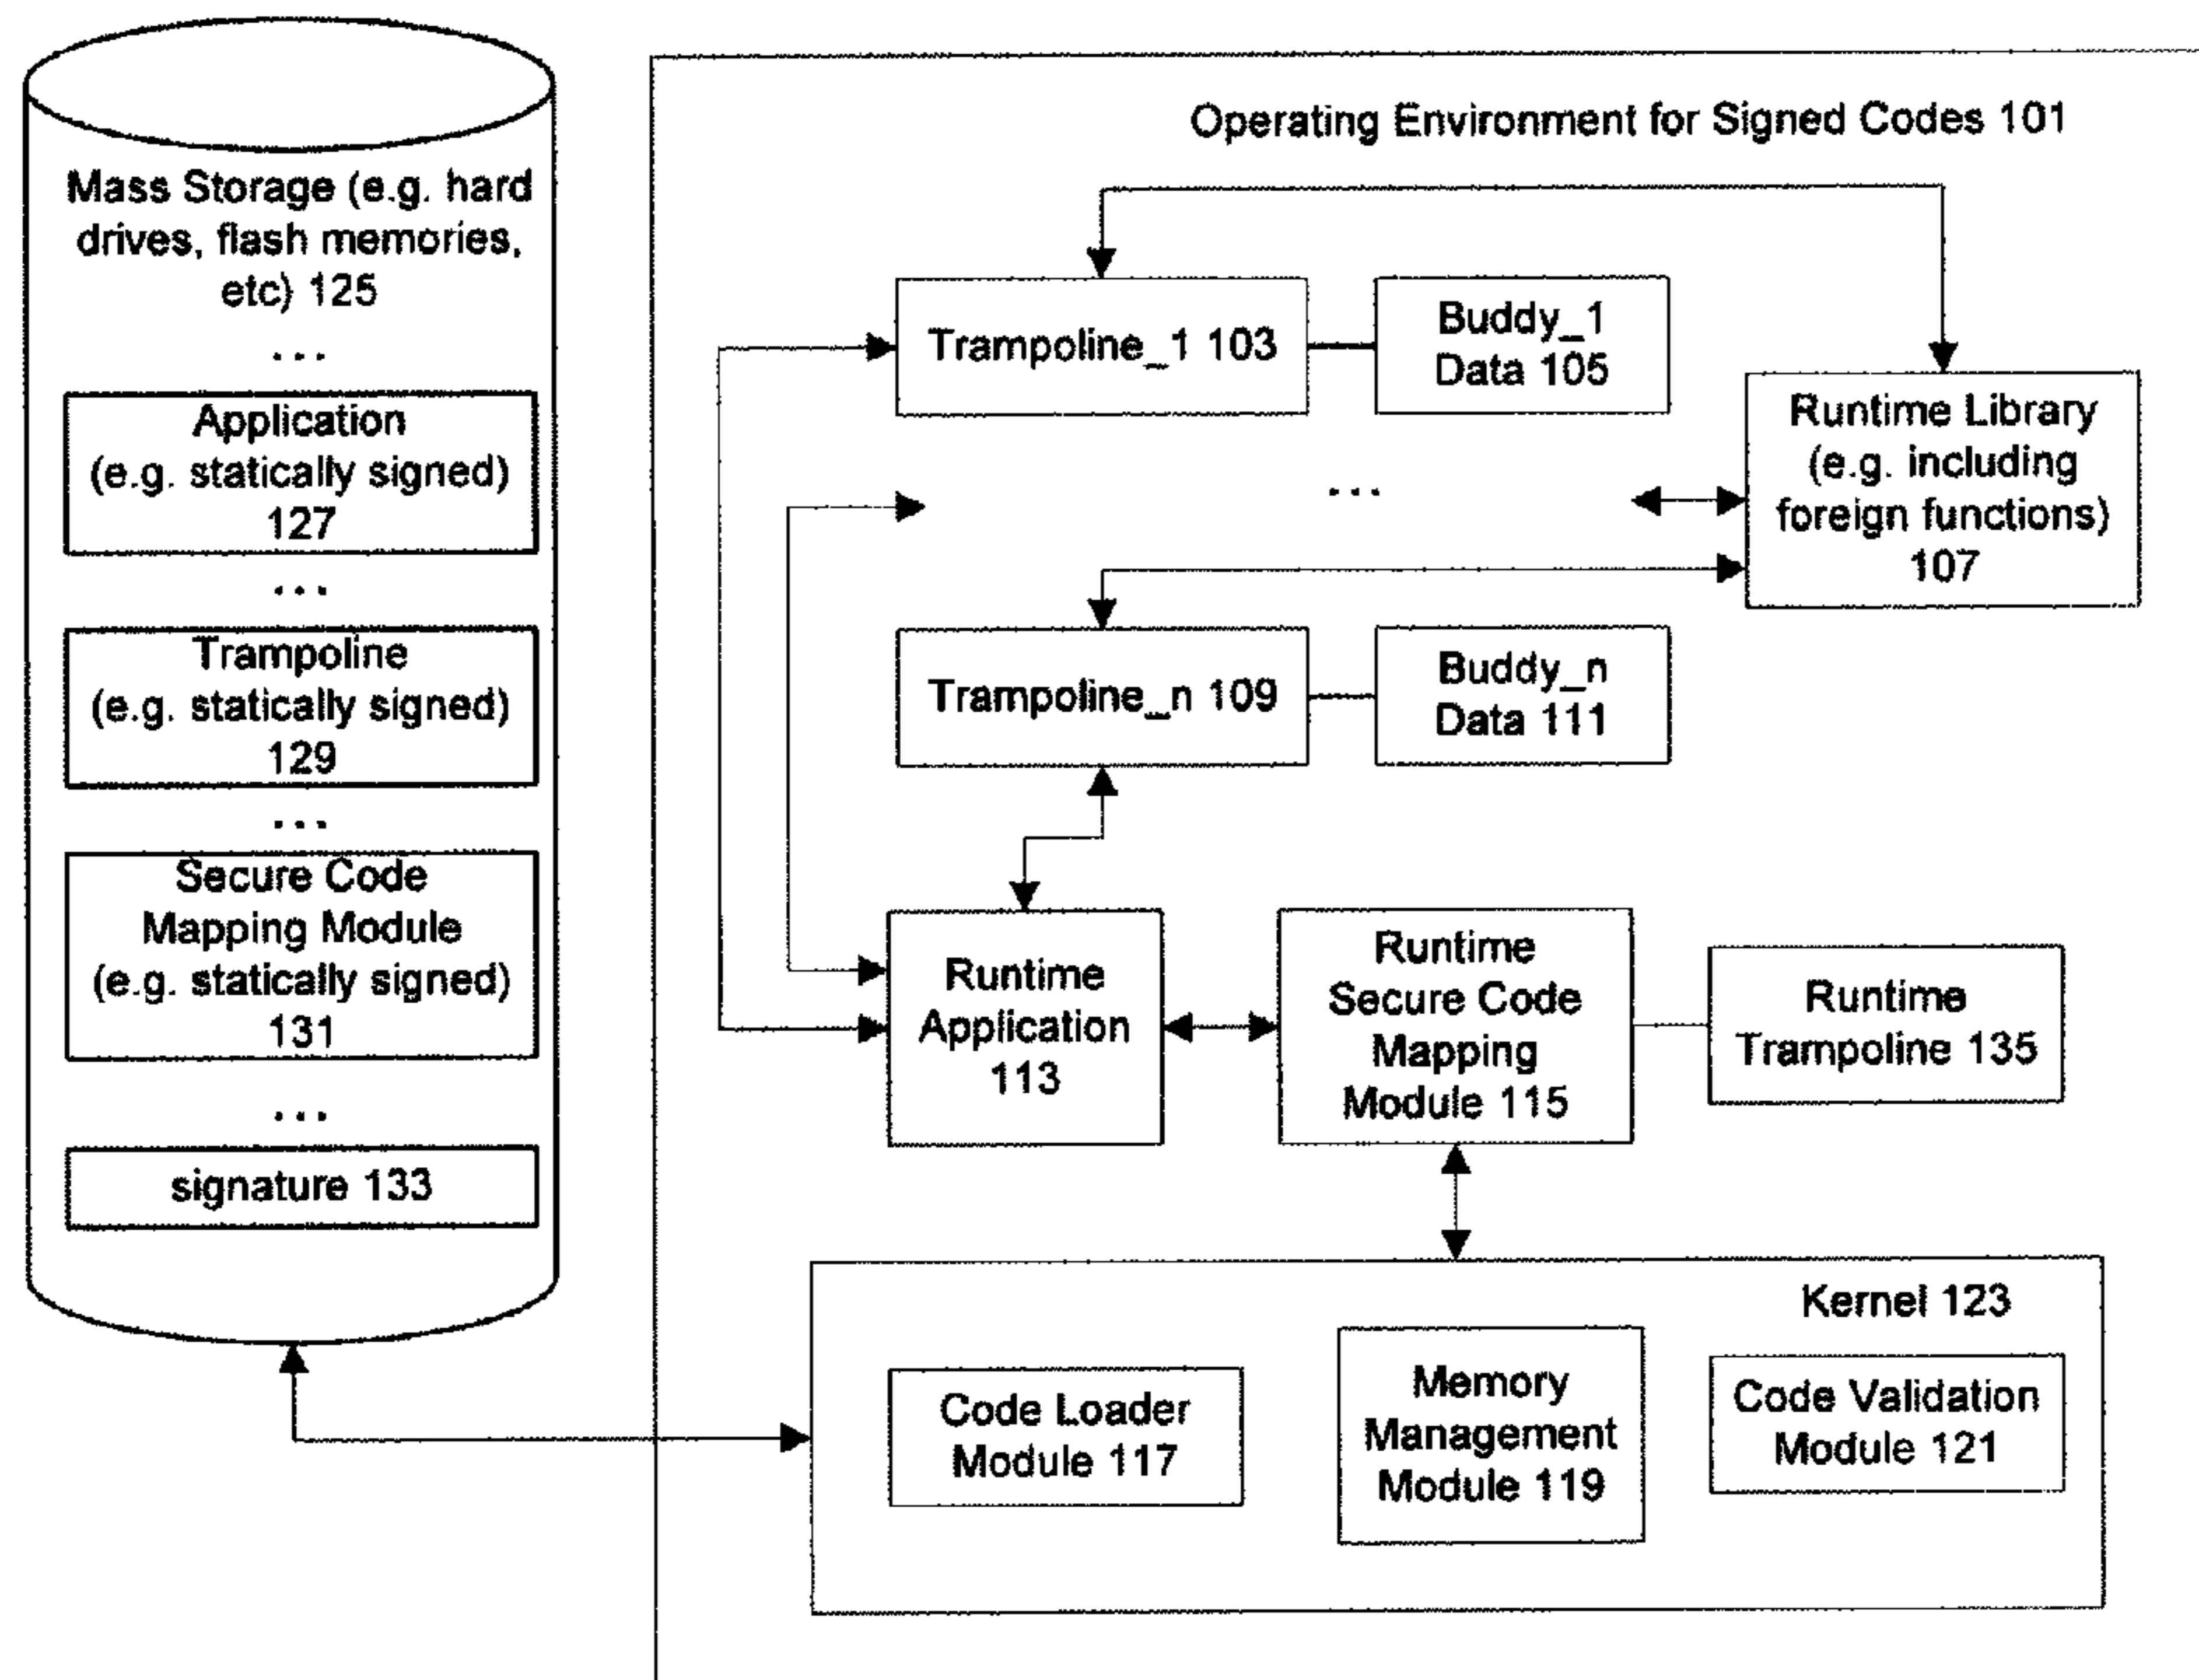 Mass Storage (e.g. hard
drives, flash memories,
etc) 125
...
Application
(e.g. statically signed)
127
...
Trampoline
(e.g. statically signed)
129
...
Secure Code
Mapping Module
(e.g. statically signed)
131
...
signature 133
Operating Environment for Signed Codes 101
Trampoline_1 103
Buddy_1
Data 105
Runtime Library
(e.g. including
foreign functions)
107
...
Trampoline_n 109
Buddy_n
Data 111
Runtime
Application
113
Runtime
Secure Code
Mapping
Module 115
Runtime
Trampoline 135
Kernel 123
Code Loader
Module 117
Memory
Management
Module 119
Code Validation
Module 121